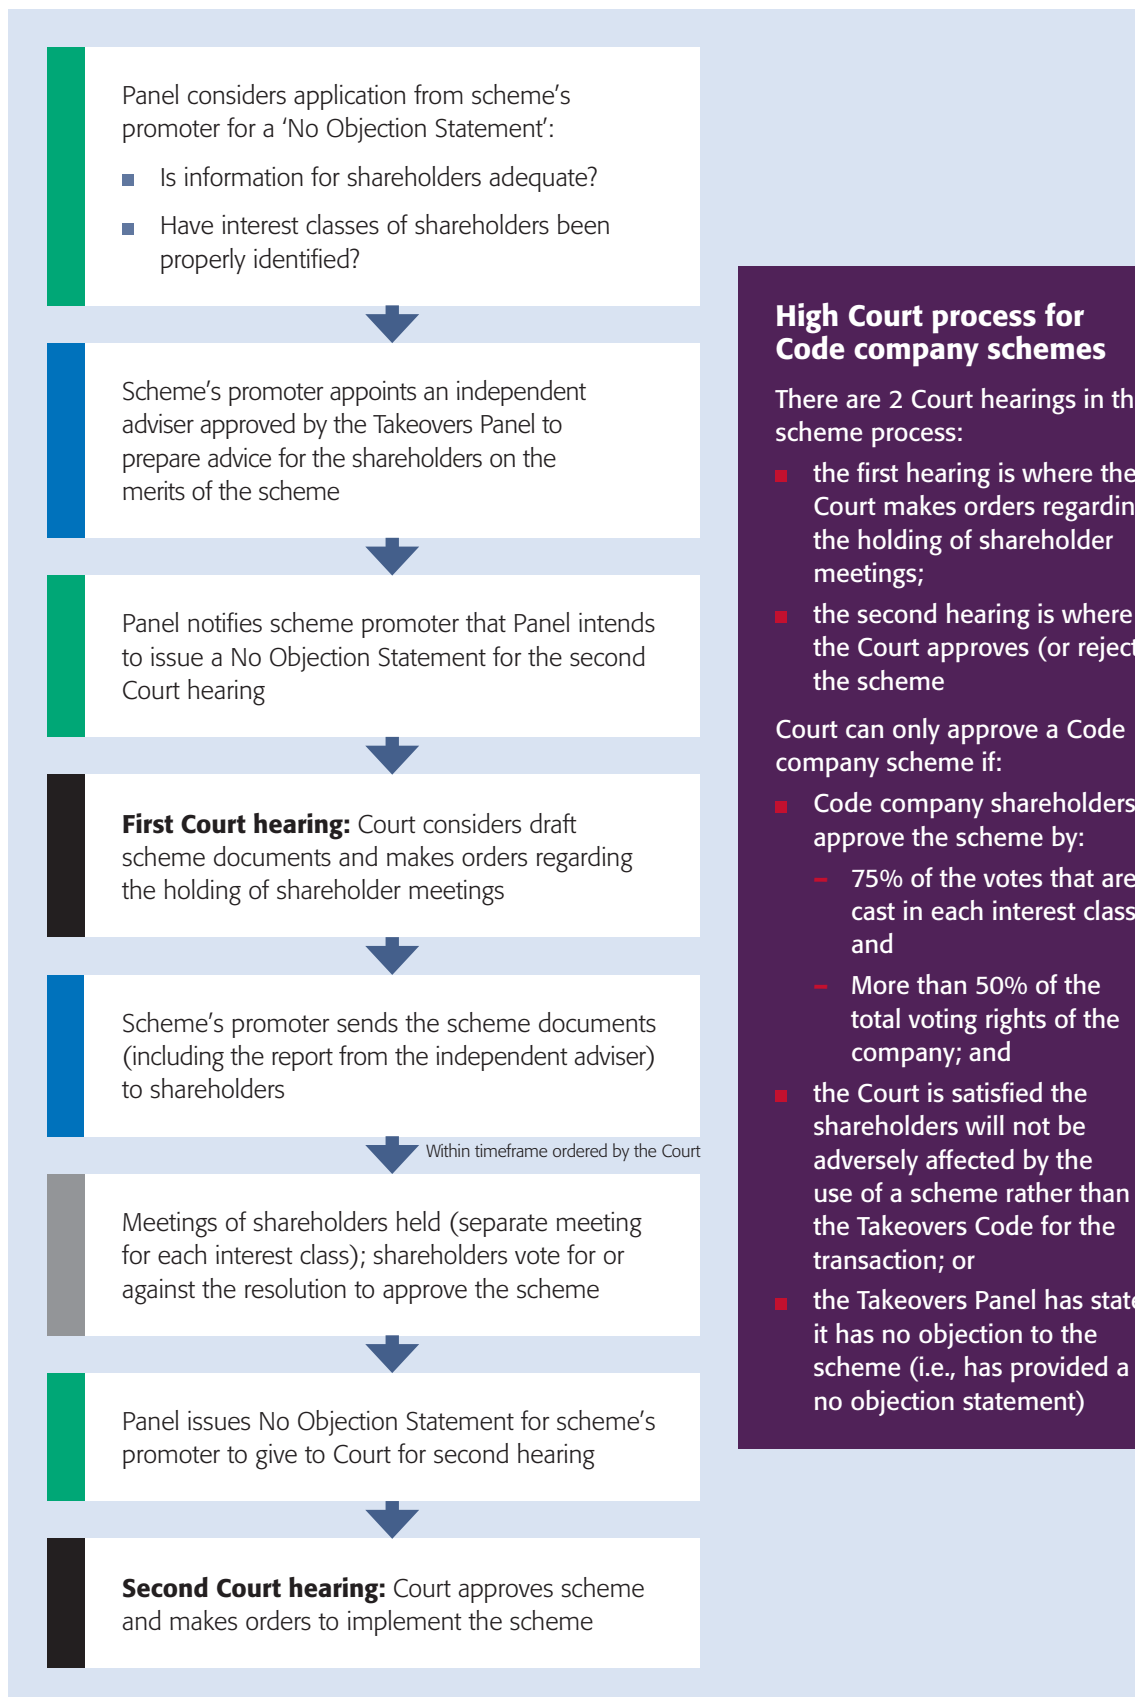 Panel considers application from scheme's
promoter for a 'No Objection Statement':
Is information for shareholders adequate?
Have interest classes of shareholders been
properly identified?
Scheme's promoter appoints an independent
adviser approved by the Takeovers Panel to
prepare advice for the shareholders on the
merits of the scheme
Panel notifies scheme promoter that Panel intends
to issue a No Objection Statement for the second
Court hearing
First Court hearing: Court considers draft
scheme documents and makes orders regarding
the holding of shareholder meetings
Scheme's promoter sends the scheme documents
(including the report from the independent adviser)
to shareholders
Within timeframe ordered by the Court
Meetings of shareholders held (separate meeting
for each interest class); shareholders vote for or
against the resolution to approve the scheme
Panel issues No Objection Statement for scheme's
promoter to give to Court for second hearing
Second Court hearing: Court approves scheme
and makes orders to implement the scheme
High Court process for
Code company schemes
There are 2 Court hearings in
scheme process:
the first hearing is where the
Court makes orders
the holding of shareholder
meetings;
the second hearing is where
the Court approves (or
the scheme
Court can only approve a Code
company scheme if:
Code company shareholders
approve the scheme by:
– 75% of the votes that are
cast in each interest class
and
– More than 50% of the
total voting rights of the
company; and
the Court is satisfied the
shareholders will not be
adversely affected by the
use of a scheme rather than
the Takeovers Code for the
transaction; or
the Takeovers Panel has
it has no objection to the
scheme (i.e., has provided a
no objection statement)